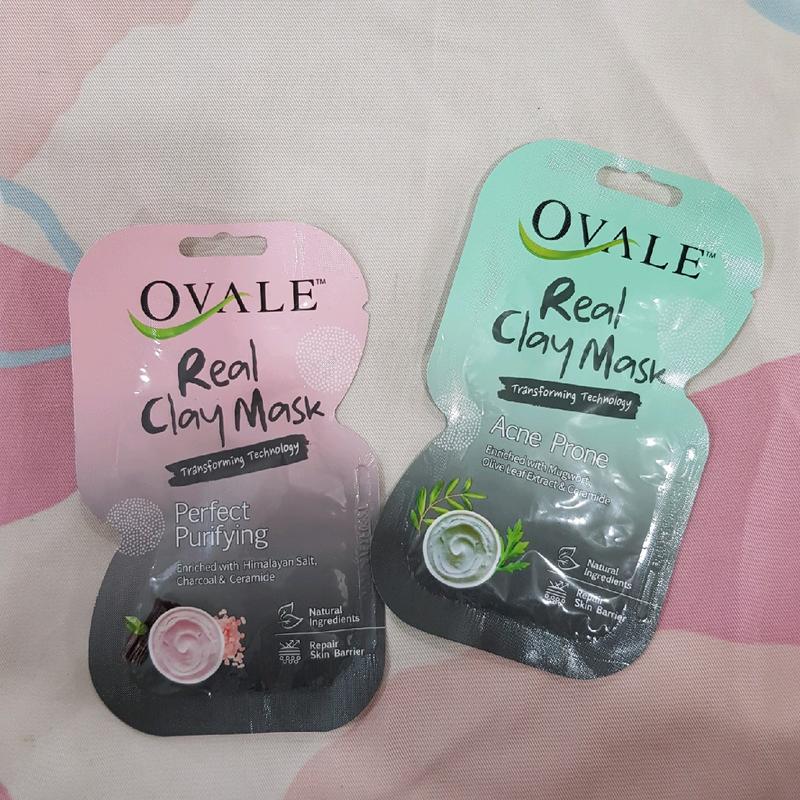 OVALE™
Real
Clay Mask
Transforming Technology
Perfect
Purifying
Enriched with Himalayan Salt,
Charcoal & Ceramide
Natural
Ingredients
Repair
Skin Barrier
OVALE™
Real
Clay Mask
Transforming Technology
Acne Prone
Enriched with Mugwort,
Olive Leaf Extract & Ceramide
Natural
Ingredients
Repair
Skin Barrier